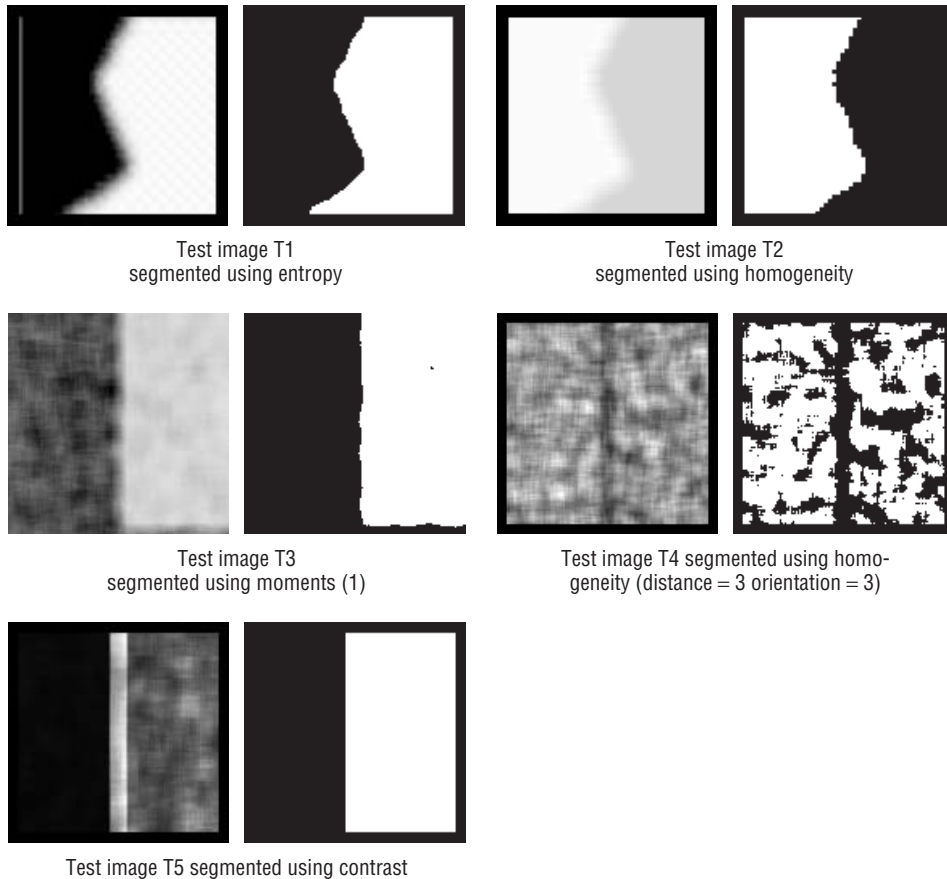 Test image T1
segmented using entropy
Test image T2
segmented using homogeneity
Test image T3
segmented using moments (1)
Test image T4 segmented using homo-
geneity (distance = 3 orientation = 3)
Test image T5 segmented using contrast